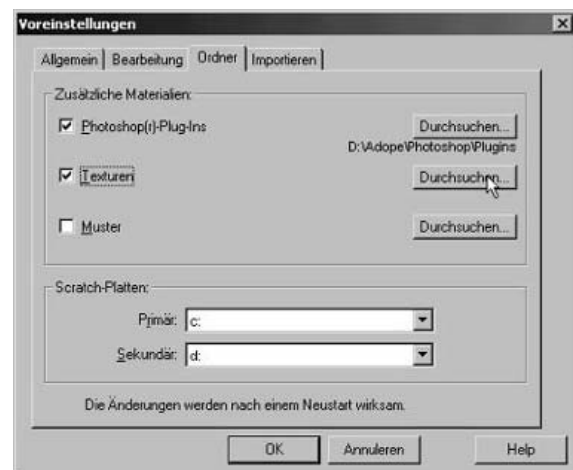 Voreinstellungen
Allgemein Bearbeitung Ordner Importieren
Zusätzliche Materialien:
Photoshop(r)-Plug-Ins Durchsuchen...
D:\Adope\Photoshop\Plugins
Texturen Durchsuchen...
Muster Durchsuchen...
Scratch-Platten:
Primär: c:
Sekundär: d:
Die Änderungen werden nach einem Neustart wirksam.
OK Annuleren Help